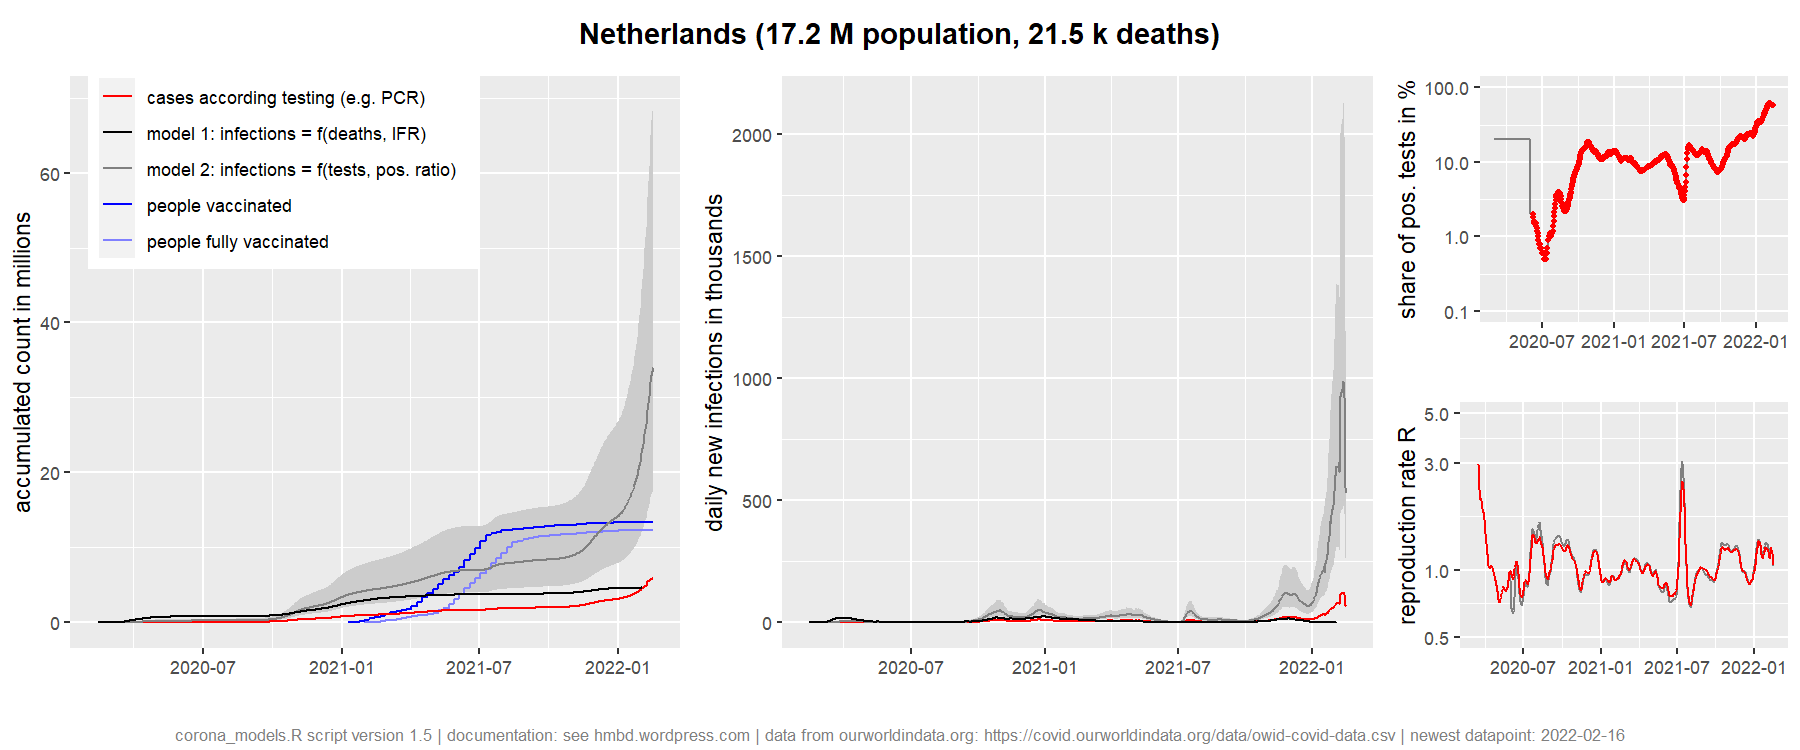 Netherlands (17.2 M population, 21.5 k deaths)
accumulated count in millions
60
40
20
0
cases according testing (e.g. PCR)
model 1: infections = f(deaths, IFR)
model 2: infections = f(tests, pos. ratio)
people vaccinated
people fully vaccinated
2020-07 2021-01 2021-07 2022-01
daily new infections in thousands
2000
1500
1000
500
0
2020-07 2021-01 2021-07 2022-01
share of pos. tests in %
100.0
10.0
1.0
0.1
2020-07 2021-01 2021-07 2022-01
reproduction rate R
5.0
3.0
1.0
0.5
2020-07 2021-01 2021-07 2022-01
corona_models.R script version 1.5 | documentation: see hmbd.wordpress.com | data from ourworldindata.org: https://covid.ourworldindata.org/data/owid-covid-data.csv | newest datapoint: 2022-02-16